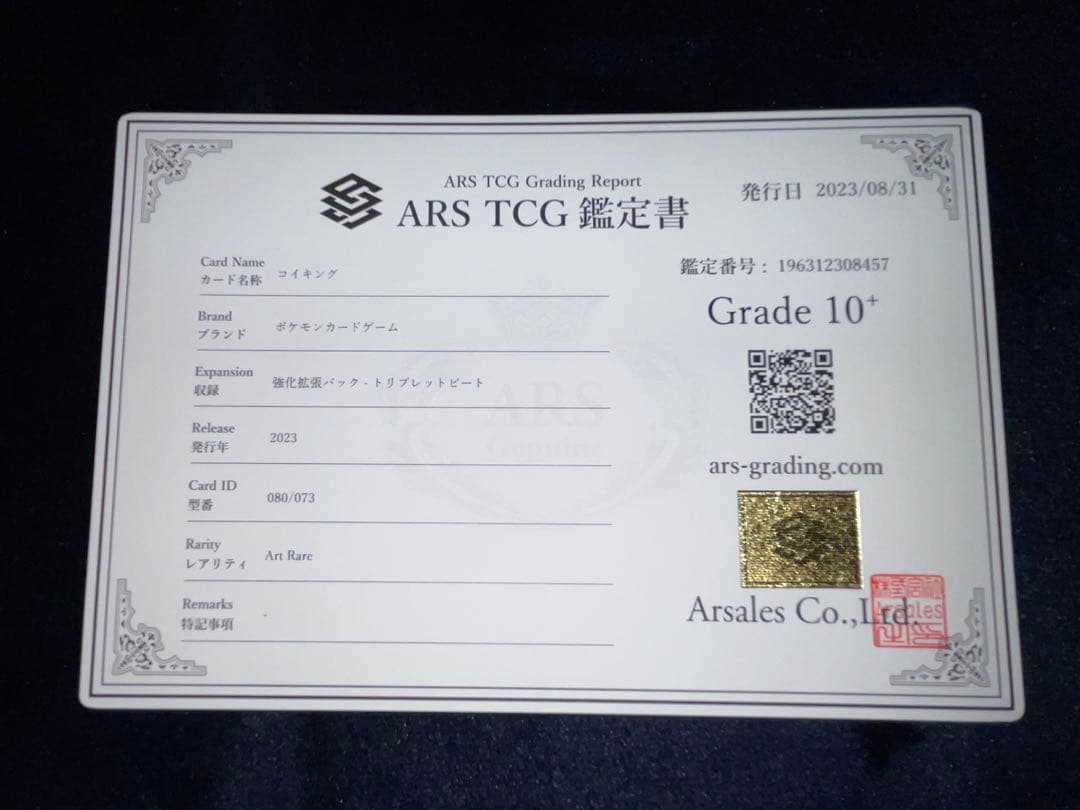 ARS TCG Grading Report
ARS TCG 鑑定書
発行日 2023/08/31
Card Name
カード名称 コイキング
Brand
ブランド ポケモンカードゲーム
Expansion
収録 強化拡張パック - トリプレットビート
Release
発行年 2023
Card ID
型番 080/073
Rarity
レアリティ Art Rare
Remarks
特記事項 -
ARS
Genuine
鑑定番号 : 196312308457
Grade 10+
ars-grading.com
Arsales Co.,Ltd.
Arsales